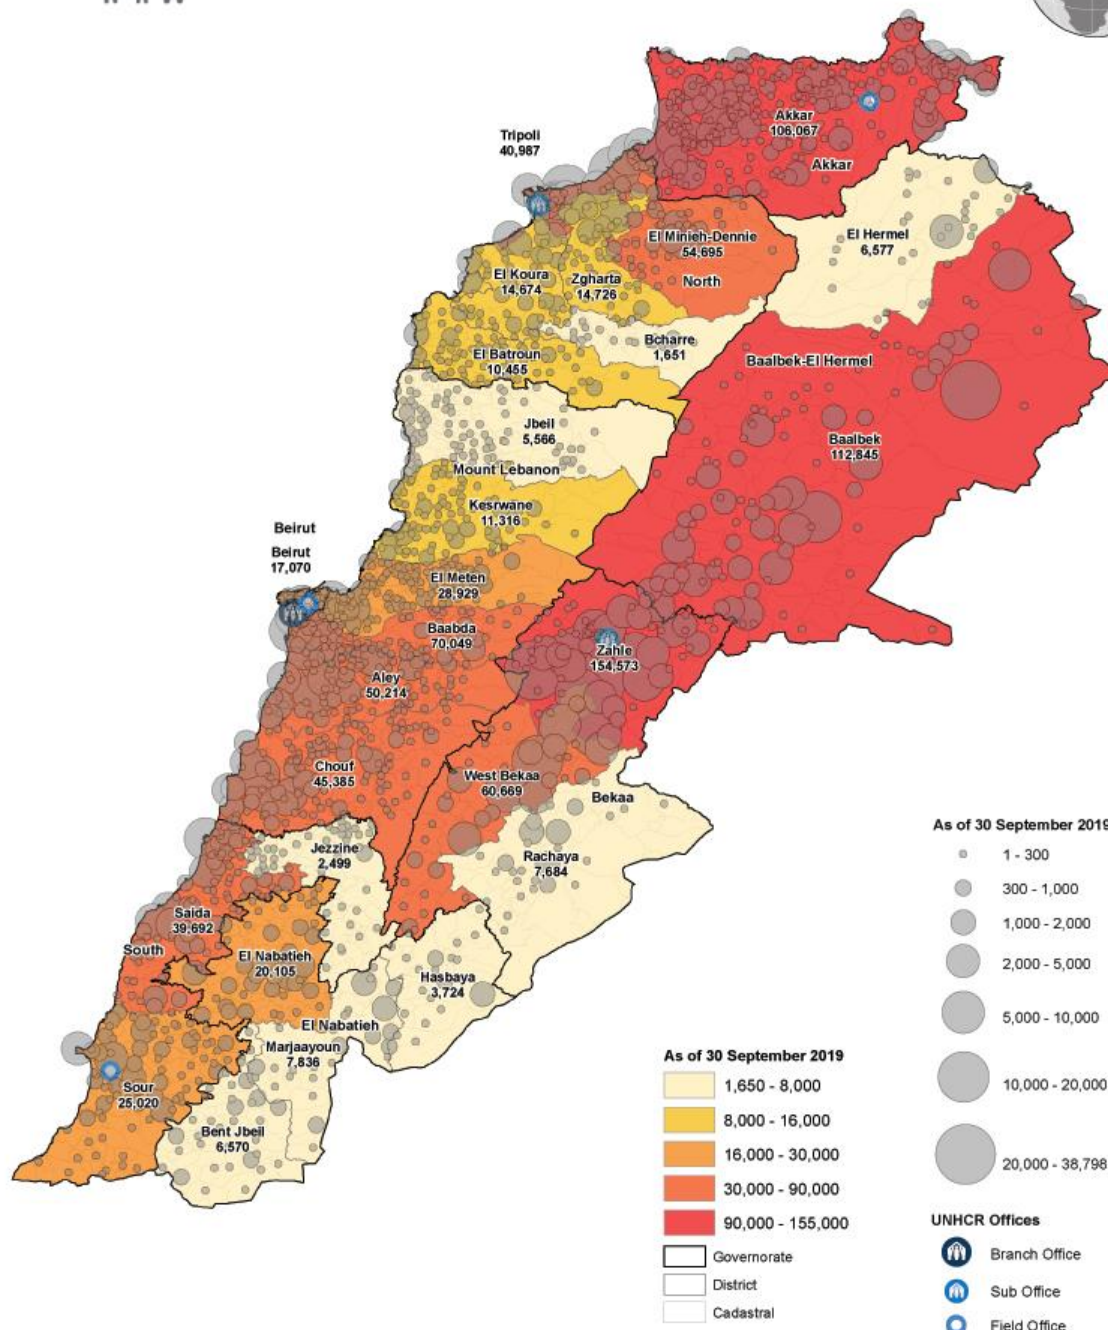 Tripoli
40,987
Akkar
106,067
Akkar
El Minieh-Dennie
54,695
North
El Hermel
6,577
El Koura
14,674
Zgharta
14,726
Bcharre
1,651
El Batroun
10,455
Baalbek-El Hermel
Jbeil
5,566
Baalbek
112,845
Mount Lebanon
Kesrwane
11,316
Beirut
Beirut
17,070
El Meten
28,929
Baabda
70,049
Zahle
154,573
Aley
50,214
Chouf
45,385
West Bekaa
60,669
Bekaa
Jezzine
2,499
Rachaya
7,684
Saida
39,692
South
El Nabatieh
20,105
Hasbaya
3,724
El Nabatieh
Marjaayoun
7,836
Sour
25,020
Bent Jbeil
6,570
As of 30 September 2019
1 - 300
300 - 1,000
1,000 - 2,000
2,000 - 5,000
5,000 - 10,000
10,000 - 20,000
20,000 - 38,798
As of 30 September 2019
1,650 - 8,000
8,000 - 16,000
16,000 - 30,000
30,000 - 90,000
90,000 - 155,000
Governorate
District
Cadastral
UNHCR Offices
Branch Office
Sub Office
Field Office